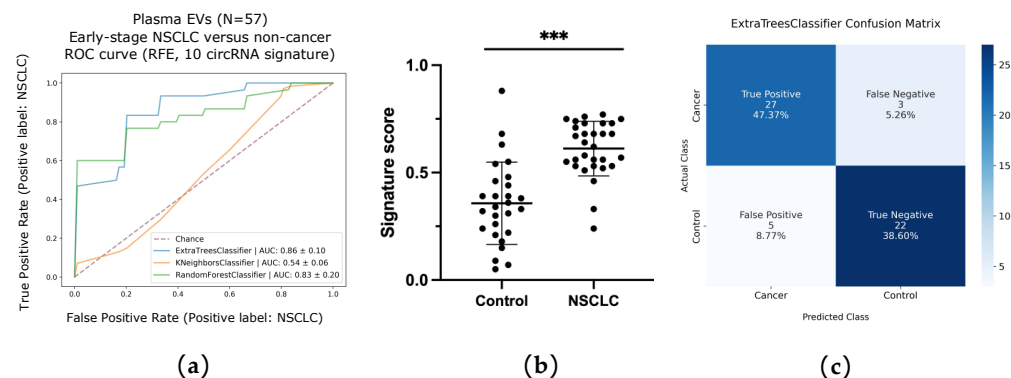 Plasma EVs (N=57)
Early-stage NSCLC versus non-cancer
ROC curve (RFE, 10 circRNA signature)
True Positive Rate (Positive label: NSCLC)
1.0
0.8
0.6
0.4
0.2
0.0
Chance
ExtraTreesClassifier | AUC: 0.86 ± 0.10
KNeighborsClassifier | AUC: 0.54 ± 0.06
RandomForestClassifier | AUC: 0.83 ± 0.20
0.0 0.2 0.4 0.6 0.8 1.0
False Positive Rate (Positive label: NSCLC)
(a)
***
Signature score
1.0
0.5
0.0
Control NSCLC
(b)
ExtraTreesClassifier Confusion Matrix
Actual Class
Cancer
Control
True Positive
27
47.37%
False Negative
3
5.26%
False Positive
5
8.77%
True Negative
22
38.60%
Cancer Control
Predicted Class
25
20
15
10
5
(c)